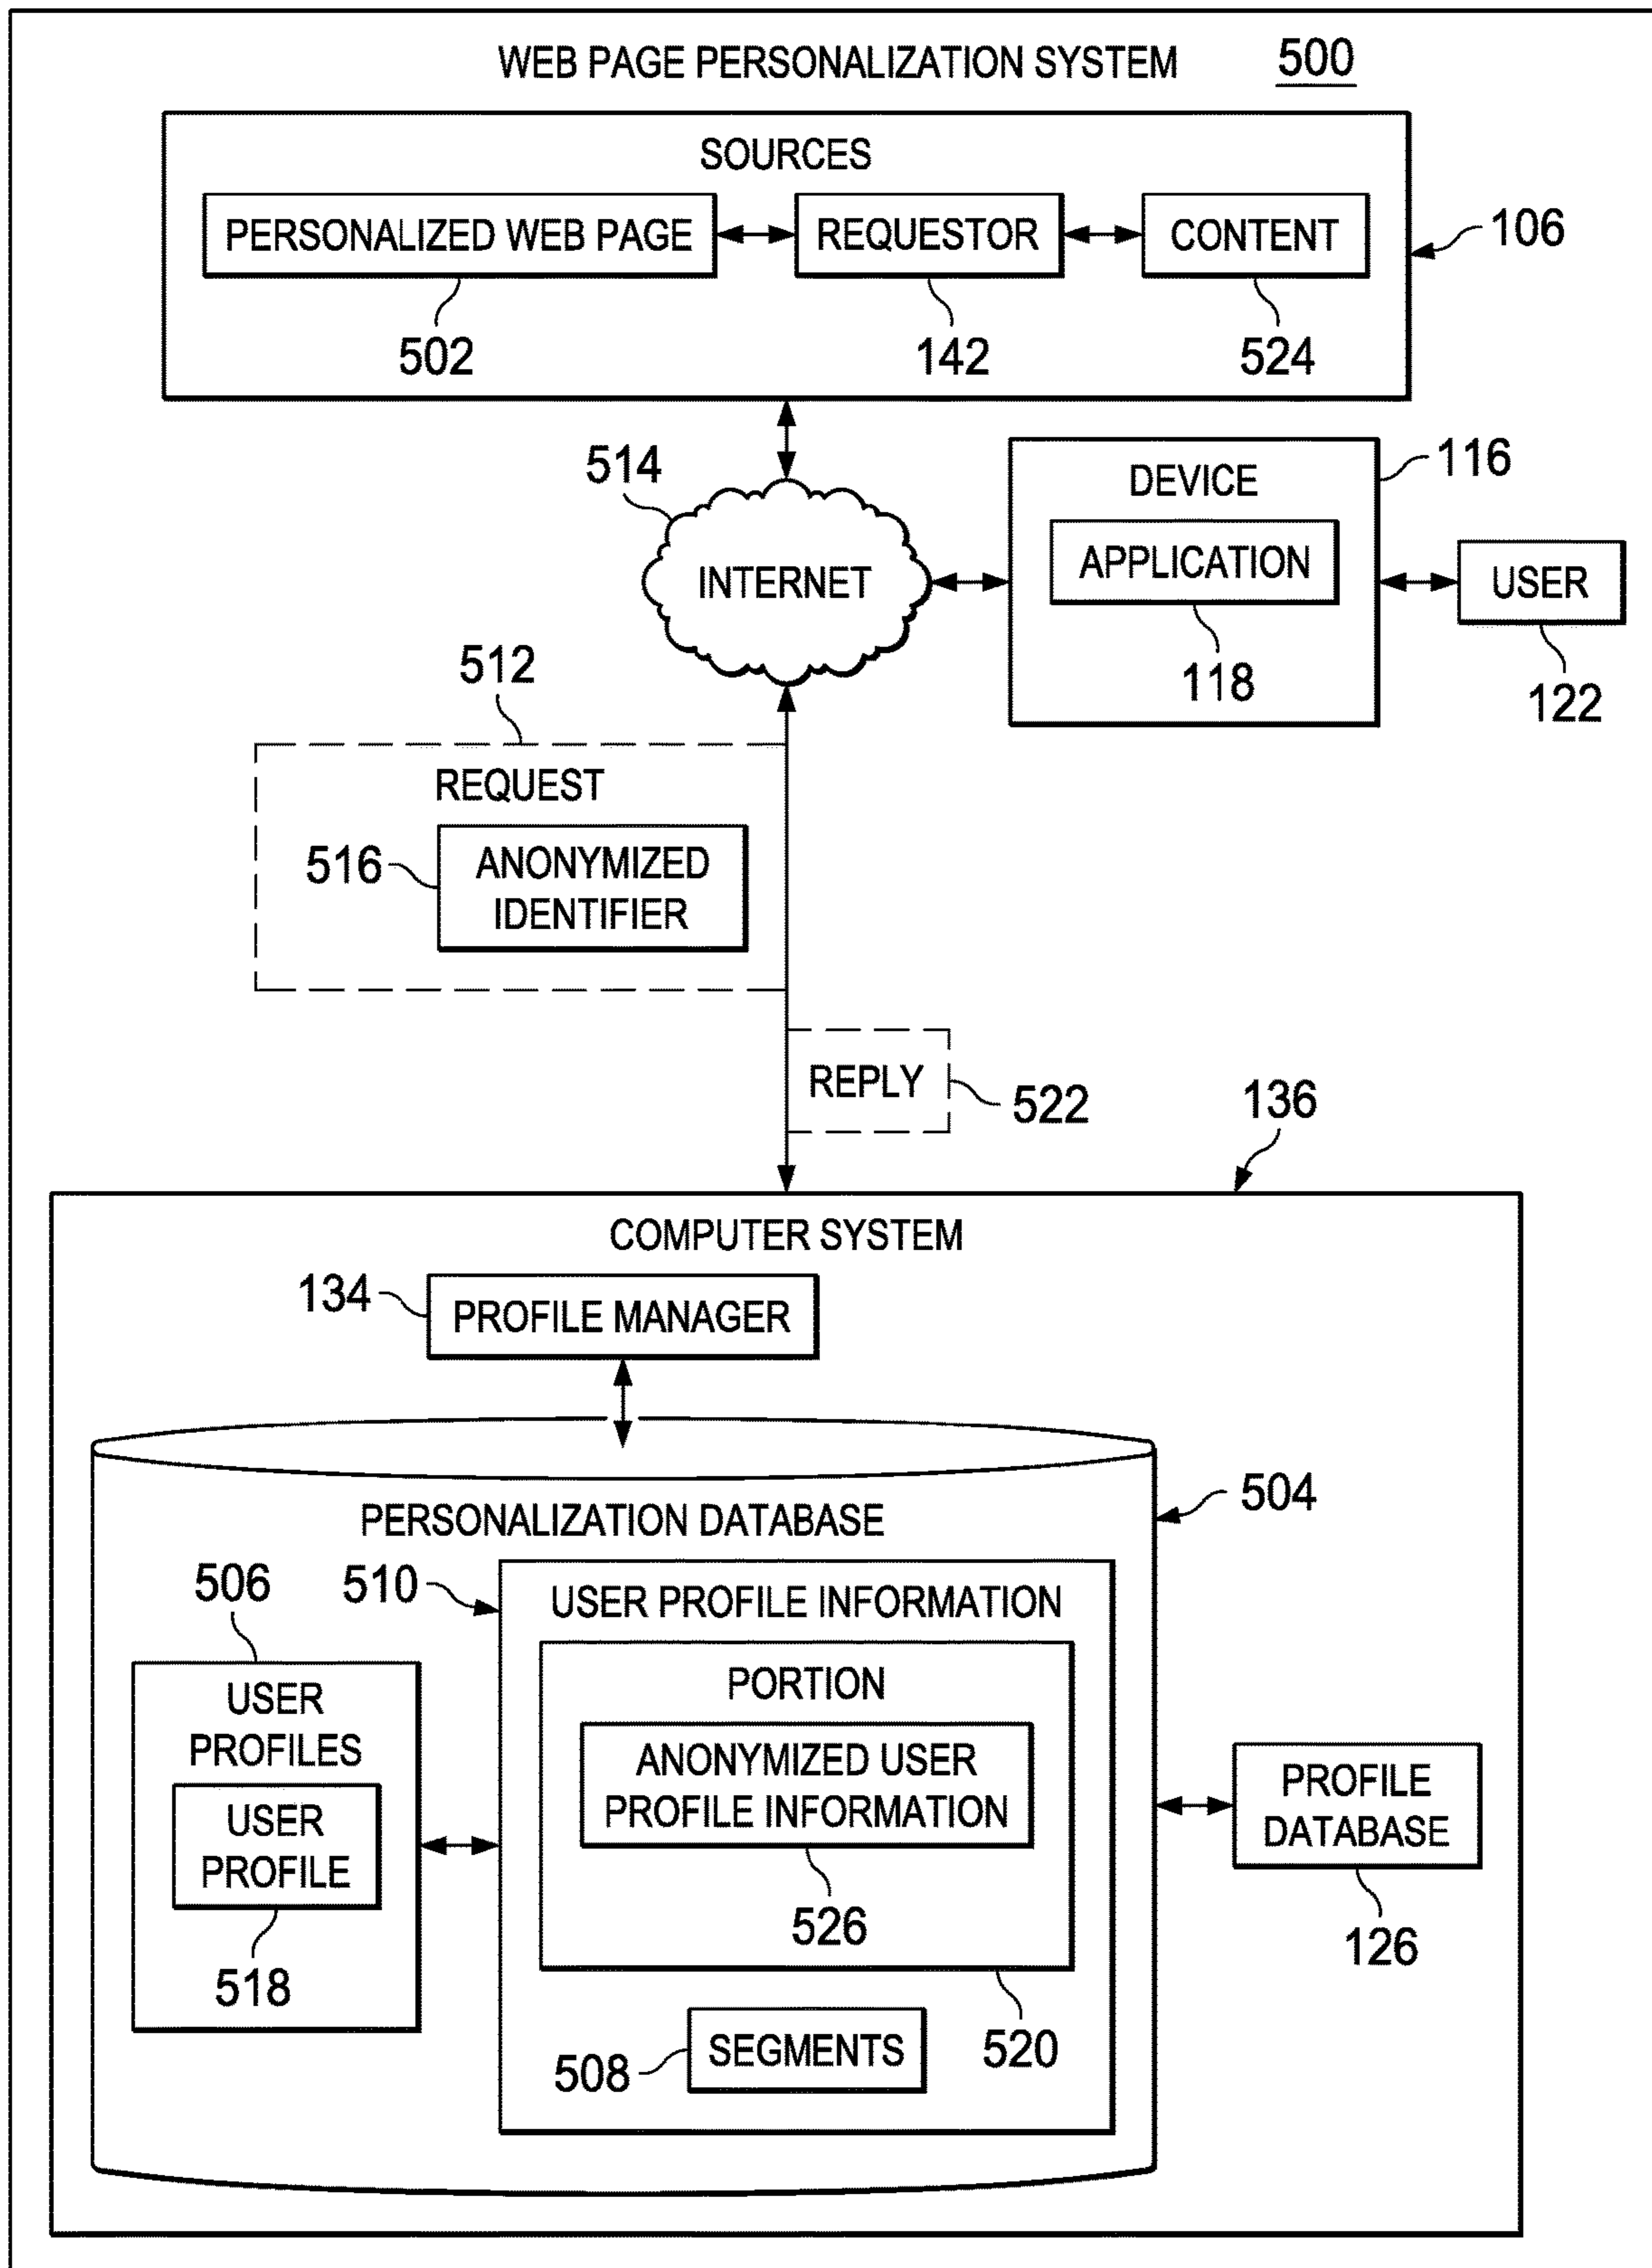 WEB PAGE PERSONALIZATION SYSTEM 500
SOURCES
PERSONALIZED WEB PAGE
REQUESTOR
CONTENT
106
502
142
524
514
INTERNET
DEVICE
116
APPLICATION
118
USER
122
512
REQUEST
516
ANONYMIZED
IDENTIFIER
REPLY
522
136
COMPUTER SYSTEM
134
PROFILE MANAGER
PERSONALIZATION DATABASE
504
506
510
USER PROFILE INFORMATION
USER
PROFILES
USER
PROFILE
518
PORTION
ANONYMIZED USER
PROFILE INFORMATION
526
520
508
SEGMENTS
PROFILE
DATABASE
126